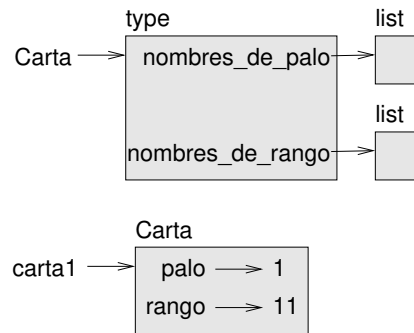 type
list
Carta
nombres_de_palo
list
nombres_de_rango
Carta
carta1
palo
1
rango
11